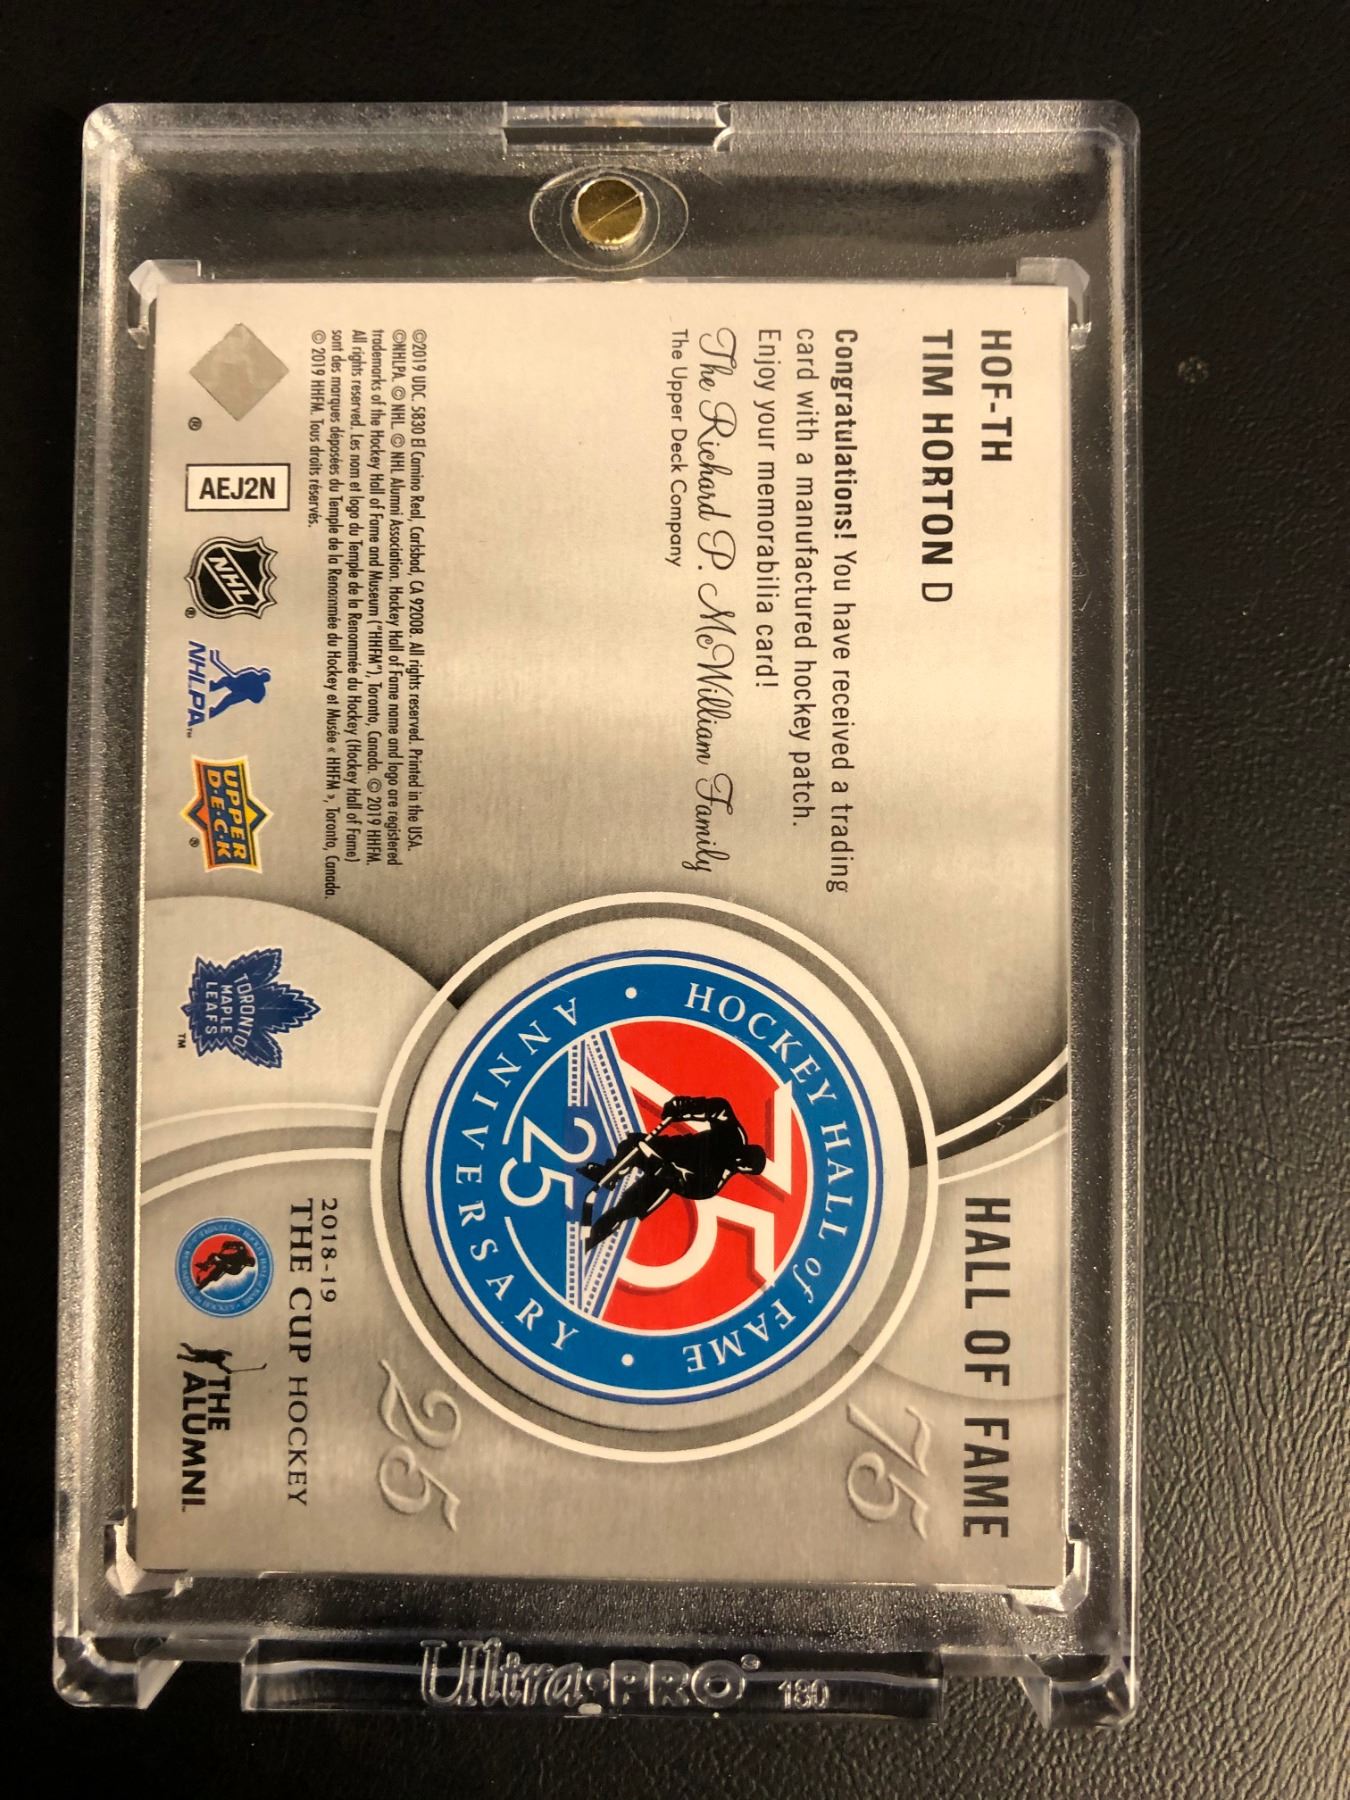 HOF-TH
HALL OF FAME
TIM HORTON D
Congratulations! You have received a trading
card with a manufactured hockey patch.
Enjoy your memorabilia card!
The Richard P. McWilliam Family
The Upper Deck Company
75
HOCKEY HALL of FAME
75
25
ANNIVERSARY
25
©2019 UDC. 5830 El Camino Real, Carlsbad, CA 92008. All rights reserved. Printed in the USA.
©NHLPA. © NHL. © NHL Alumni Association. Hockey Hall of Fame name and logo are registered
trademarks of the Hockey Hall of Fame and Museum ("HHFM"), Toronto, Canada. © 2019 HHFM.
All rights reserved. Les nom et logo du Temple de la Renommée du Hockey (Hockey Hall of Fame)
sont des marques déposées du Temple de la Renommée du Hockey et Musée « HHFM », Toronto, Canada.
© 2019 HHFM. Tous droits réservés.
2018-19
THE CUP HOCKEY
®
AEJ2N
NHL
®
NHLPA™
UPPER
D·E·C·K
®
TORONTO
MAPLE
LEAFS
™
THE
ALUMNI
Ultra•PRO® 180